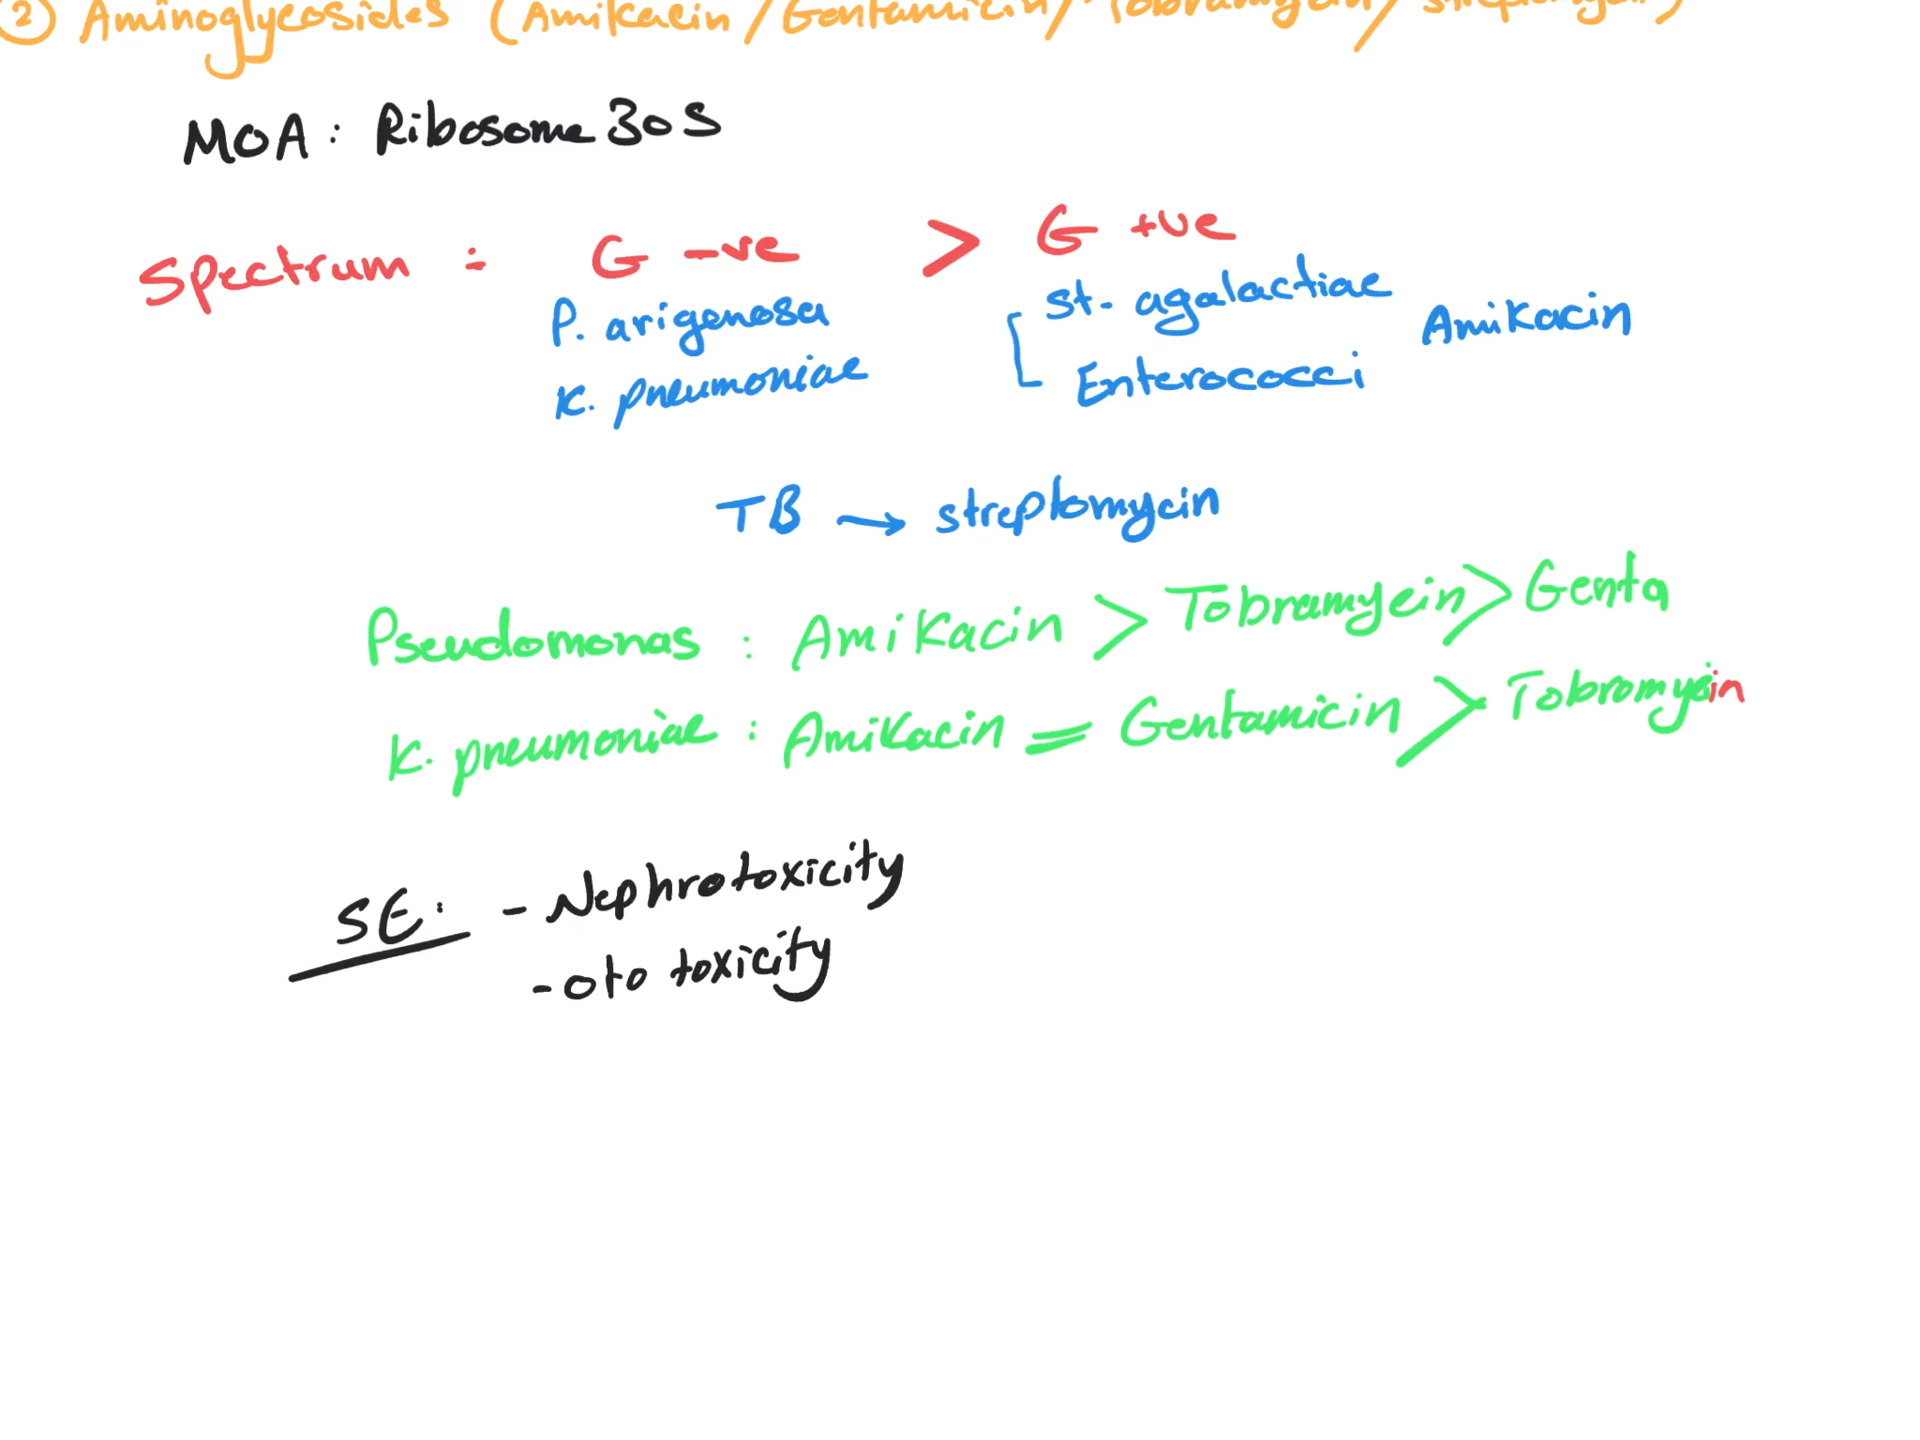 ② Aminoglycosides (Amikacin/Gentamicin/Tobramycin/streptomycin)
MOA: Ribosome 30S
Spectrum : G -ve > G +ve
P. arigenosa St. agalactiae Amikacin
K. pneumoniae Enterococci
TB → streptomycin
Pseudomonas : Amikacin > Tobramycin > Genta
K. pneumoniae : Amikacin = Gentamicin > Tobromycin
SE: - Nephrotoxicity
- oto toxicity